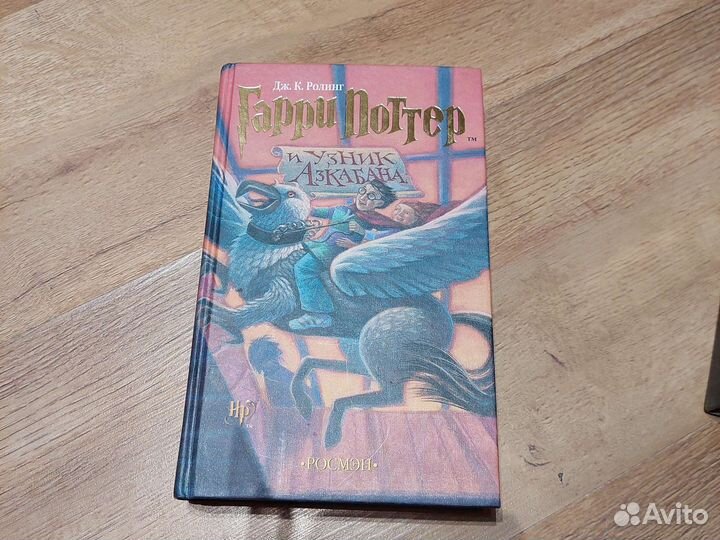 Дж. К. Ролинг
Гарри Поттер
TM
и узник
Азкабана
HP
•РОСМЭН•
Avito